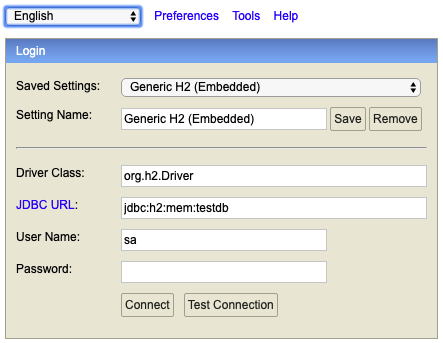 English Preferences Tools Help
Login
Saved Settings: Generic H2 (Embedded)
Setting Name: Generic H2 (Embedded) Save Remove
Driver Class: org.h2.Driver
JDBC URL: jdbc:h2:mem:testdb
User Name: sa
Password:
Connect Test Connection